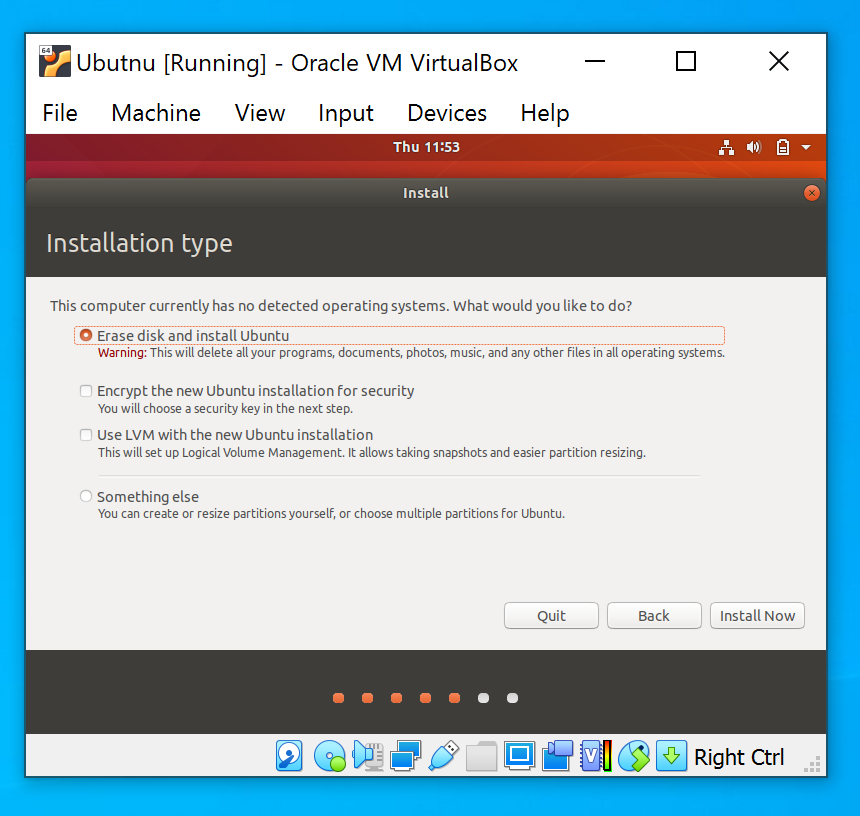 64
Ubutnu [Running] - Oracle VM VirtualBox
File Machine View Input Devices Help
Thu 11:53
Install
Installation type
This computer currently has no detected operating systems. What would you like to do?
Erase disk and install Ubuntu
Warning: This will delete all your programs, documents, photos, music, and any other files in all operating systems.
Encrypt the new Ubuntu installation for security
You will choose a security key in the next step.
Use LVM with the new Ubuntu installation
This will set up Logical Volume Management. It allows taking snapshots and easier partition resizing.
Something else
You can create or resize partitions yourself, or choose multiple partitions for Ubuntu.
Quit Back Install Now
V Right Ctrl